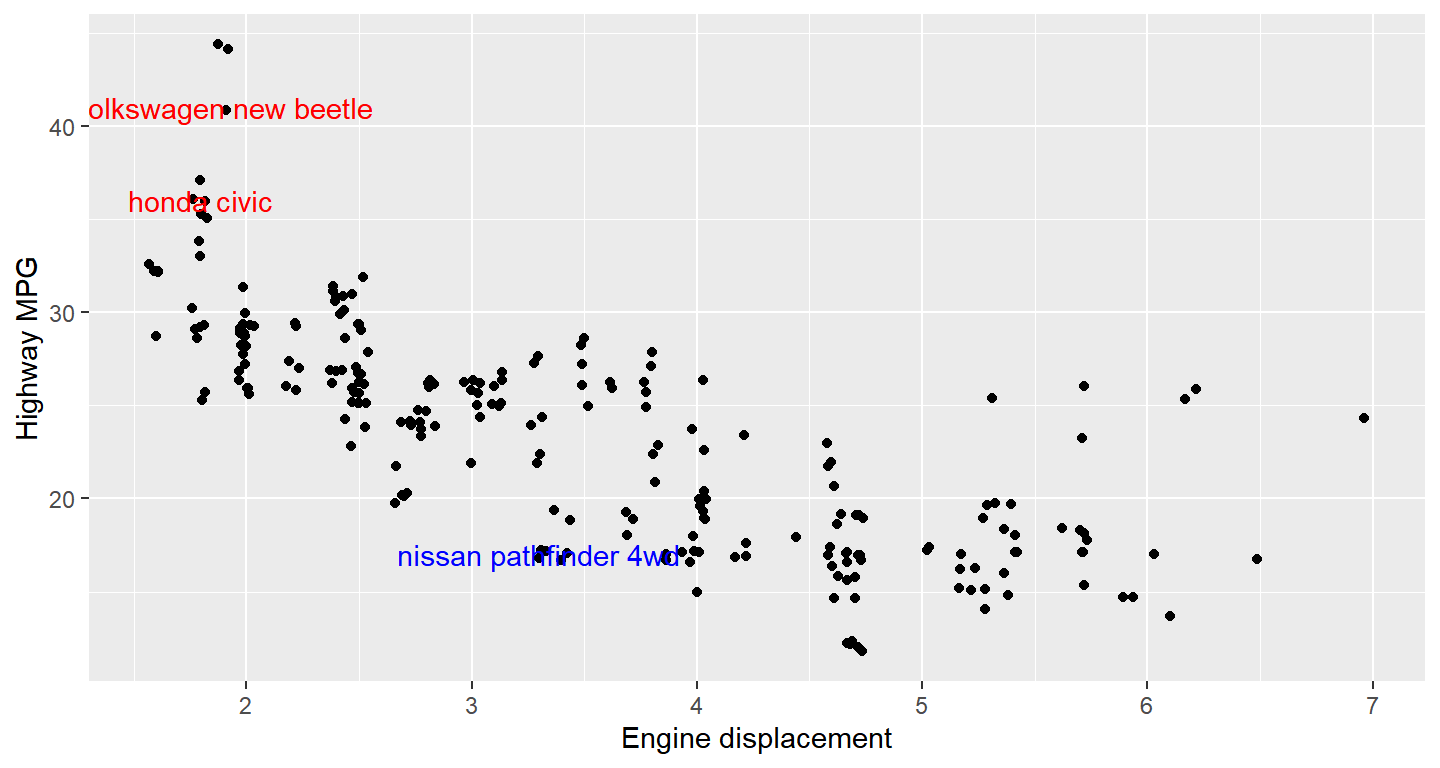 olkswagen new beetle
40
honda civic
30
Highway MPG
20
nissan pathfinder 4wd
2 3 4 5 6 7
Engine displacement